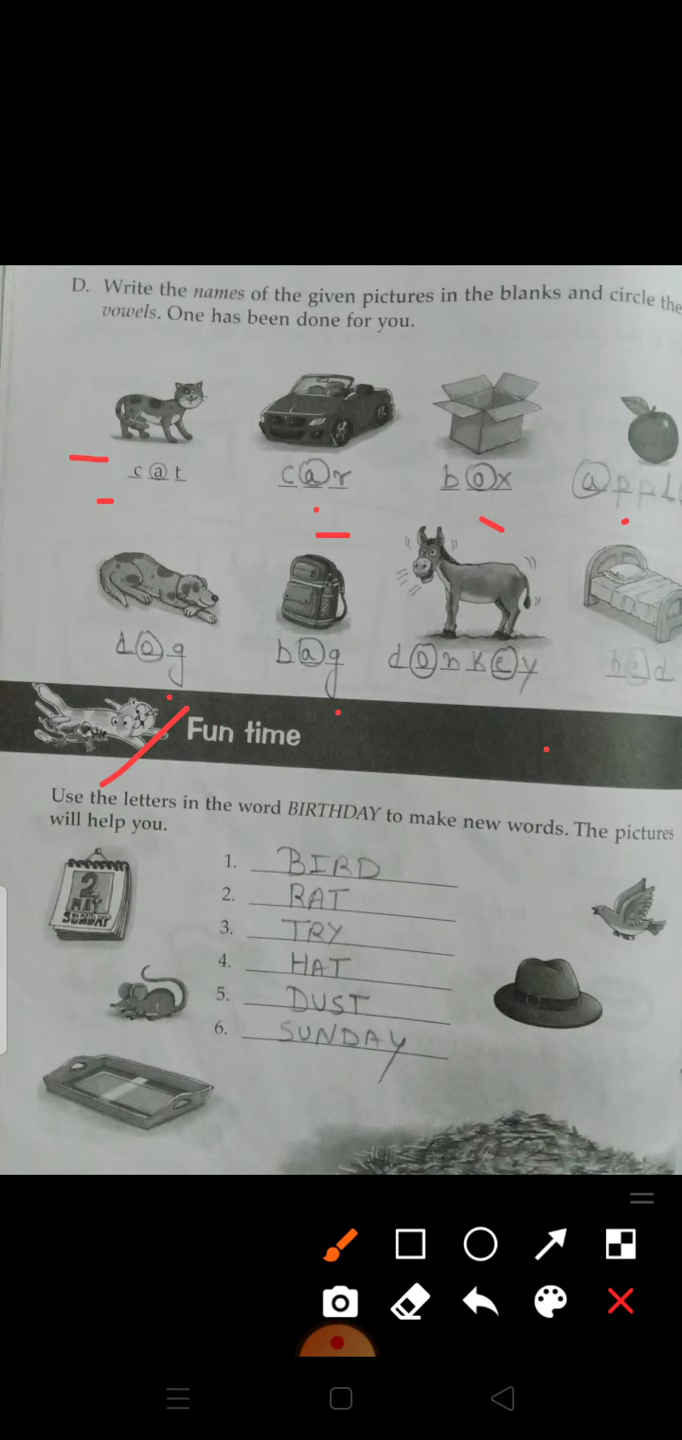 D. Write the names of the given pictures in the blanks and circle the
vowels. One has been done for you.
cat car box appl
dog bag donkey bed
Fun time
Use the letters in the word BIRTHDAY to make new words. The pictures
will help you.
1. BIRD
2. RAT
3. TRY
4. HAT
5. DUST
6. SUNDAY
2
MAY
SUNDAY